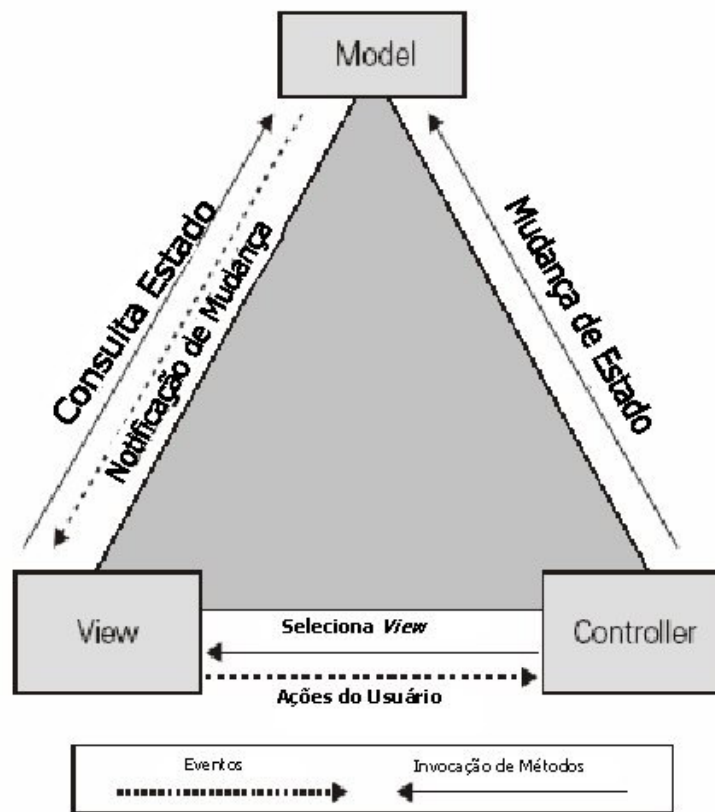 Model
Consulta Estado
Notificação de Mudança
Mudança de Estado
View
Seleciona View
Ações do Usuário
Controller
Eventos
Invocação de Métodos